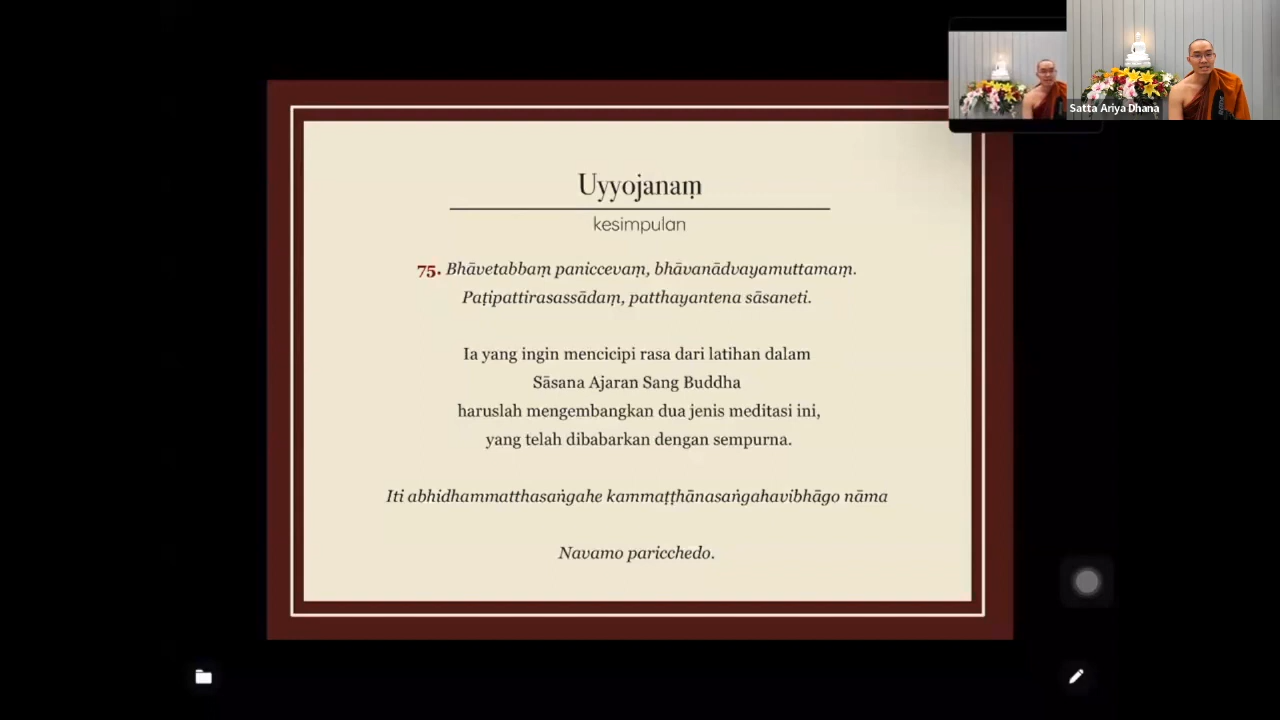 Satta Ariya Dhana
Uyyojanaṃ
kesimpulan
75. Bhāvetabbaṃ paniccevaṃ, bhāvanādvayamuttamaṃ.
Paṭipattirasassādaṃ, patthayantena sāsaneti.
Ia yang ingin mencicipi rasa dari latihan dalam
Sāsana Ajaran Sang Buddha
haruslah mengembangkan dua jenis meditasi ini,
yang telah dibabarkan dengan sempurna.
Iti abhidhammatthasaṅgahe kammaṭṭhānasaṅgahavibhāgo nāma
Navamo paricchedo.